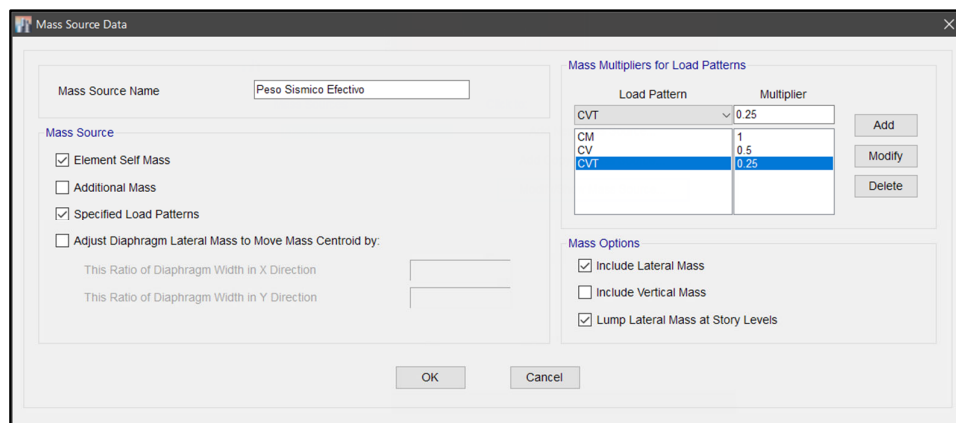 Mass Source Data
Mass Source Name
Peso Sismico Efectivo
Mass Source
Element Self Mass
Additional Mass
Specified Load Patterns
Adjust Diaphragm Lateral Mass to Move Mass Centroid by:
This Ratio of Diaphragm Width in X Direction
This Ratio of Diaphragm Width in Y Direction
Mass Multipliers for Load Patterns
Load Pattern Multiplier
CVT 0.25
CM 1
CV 0.5
CVT 0.25
Add
Modify
Delete
Mass Options
Include Lateral Mass
Include Vertical Mass
Lump Lateral Mass at Story Levels
OK Cancel